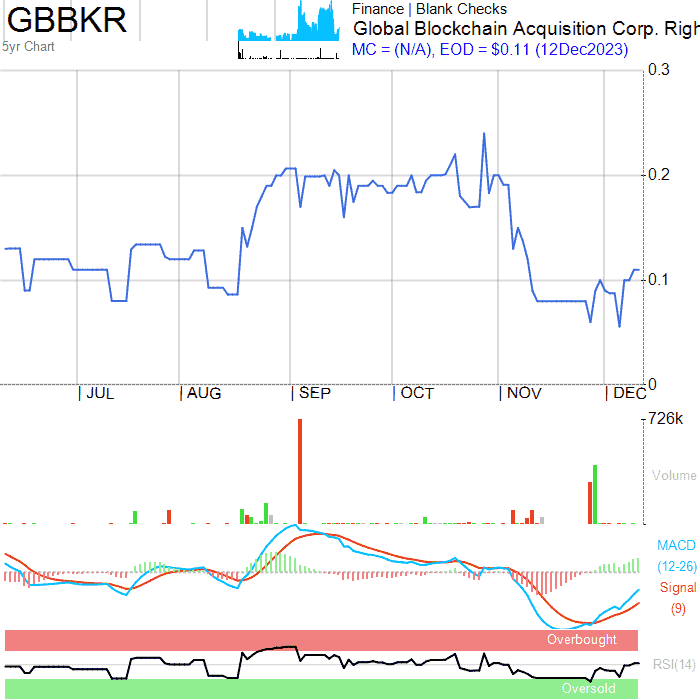 GBBKR
5yr Chart
Finance | Blank Checks
Global Blockchain Acquisition Corp. Righ
MC = (N/A), EOD = $0.11 (12Dec2023)
0.3
0.2
0.1
0
| JUL | AUG | SEP | OCT | NOV | DEC
726k
Volume
MACD
(12-26)
Signal
(9)
Overbought
RSI(14)
Oversold